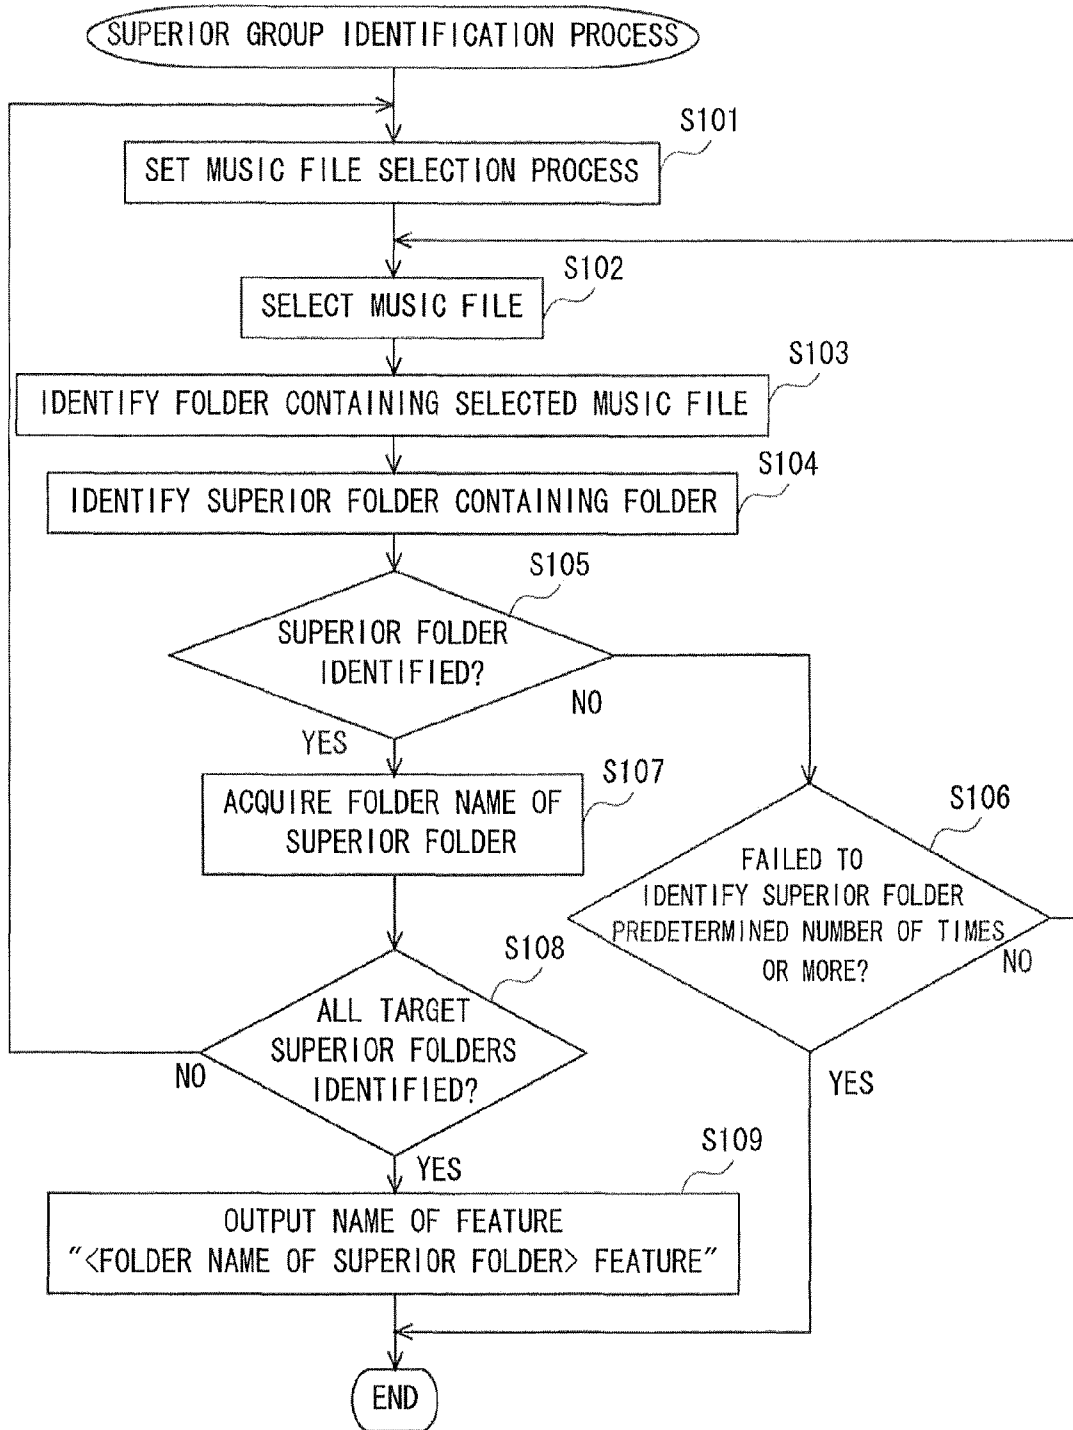 SUPERIOR GROUP IDENTIFICATION PROCESS
S101
SET MUSIC FILE SELECTION PROCESS
S102
SELECT MUSIC FILE
S103
IDENTIFY FOLDER CONTAINING SELECTED MUSIC FILE
S104
IDENTIFY SUPERIOR FOLDER CONTAINING FOLDER
S105
SUPERIOR FOLDER
IDENTIFIED?
NO
YES
S107
ACQUIRE FOLDER NAME OF
SUPERIOR FOLDER
S106
FAILED TO
IDENTIFY SUPERIOR FOLDER
PREDETERMINED NUMBER OF TIMES
OR MORE?
NO
YES
S108
ALL TARGET
SUPERIOR FOLDERS
IDENTIFIED?
NO
YES
S109
OUTPUT NAME OF FEATURE
"<FOLDER NAME OF SUPERIOR FOLDER> FEATURE"
END